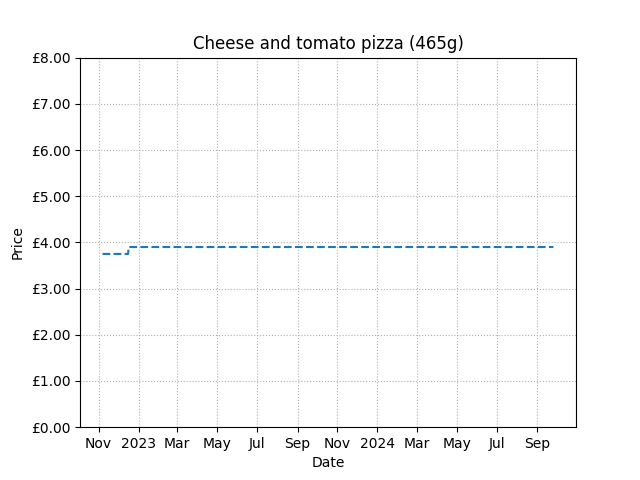 Cheese and tomato pizza (465g)
£8.00
£7.00
£6.00
£5.00
£4.00
£3.00
£2.00
£1.00
£0.00
Price
Nov 2023 Mar May Jul Sep Nov 2024 Mar May Jul Sep
Date